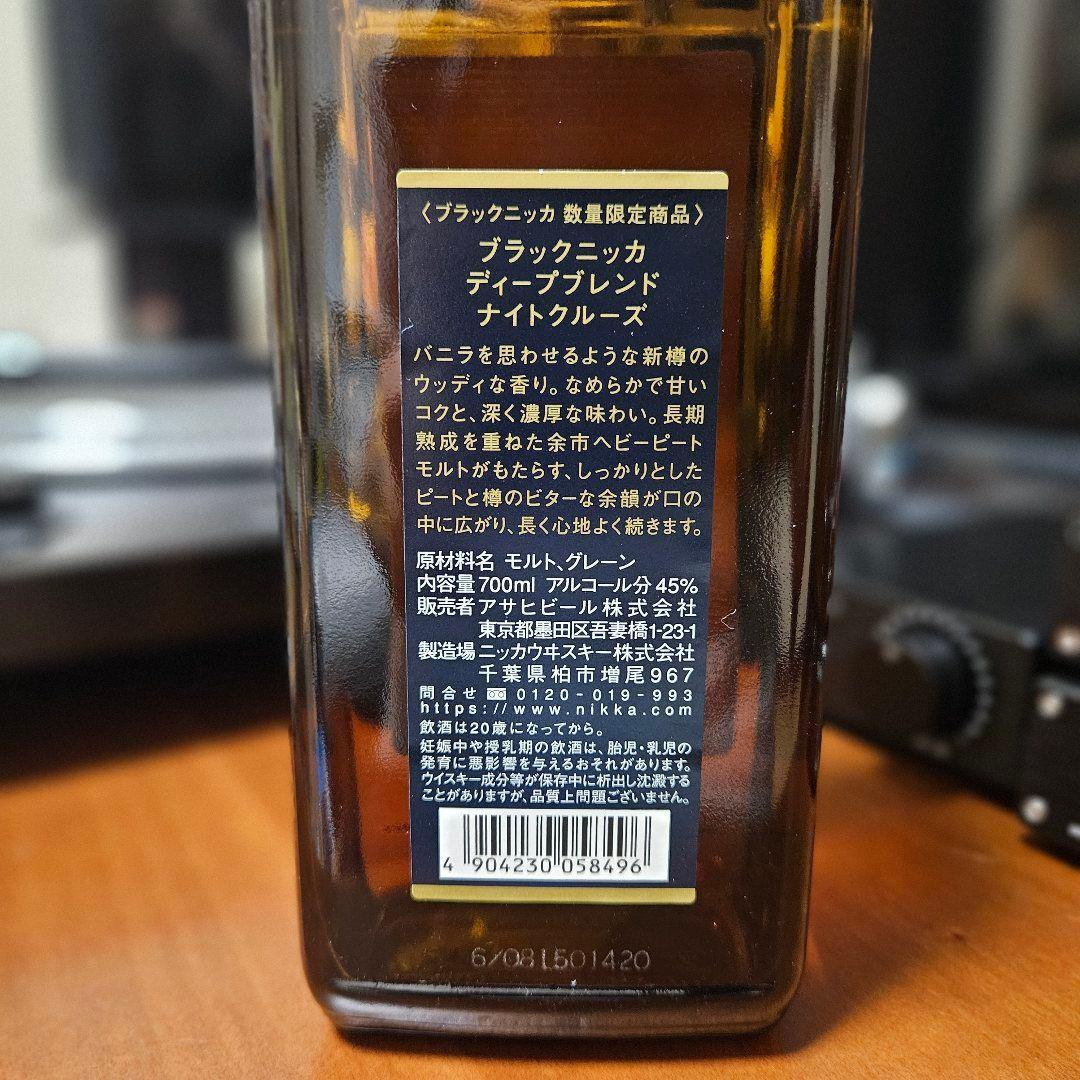 〈ブラックニッカ 数量限定商品〉
ブラックニッカ
ディープブレンド
ナイトクルーズ
バニラを思わせるような新樽の
ウッディな香り。なめらかで甘い
コクと、深く濃厚な味わい。長期
熟成を重ねた余市ヘビーピート
モルトがもたらす、しっかりとした
ピートと樽のビターな余韻が口の
中に広がり、長く心地よく続きます。
原材料名 モルト、グレーン
内容量700ml アルコール分45%
販売者アサヒビール株式会社
東京都墨田区吾妻橋1-23-1
製造場ニッカウヰスキー株式会社
千葉県柏市増尾967
問合せ 0120-019-993
https://www.nikka.com
飲酒は20歳になってから。
妊娠中や授乳期の飲酒は、胎児・乳児の
発育に悪影響を与えるおそれがあります。
ウイスキー成分等が保存中に析出し沈澱する
ことがありますが、品質上問題ございません。
4 904230 058496
6/08L501420